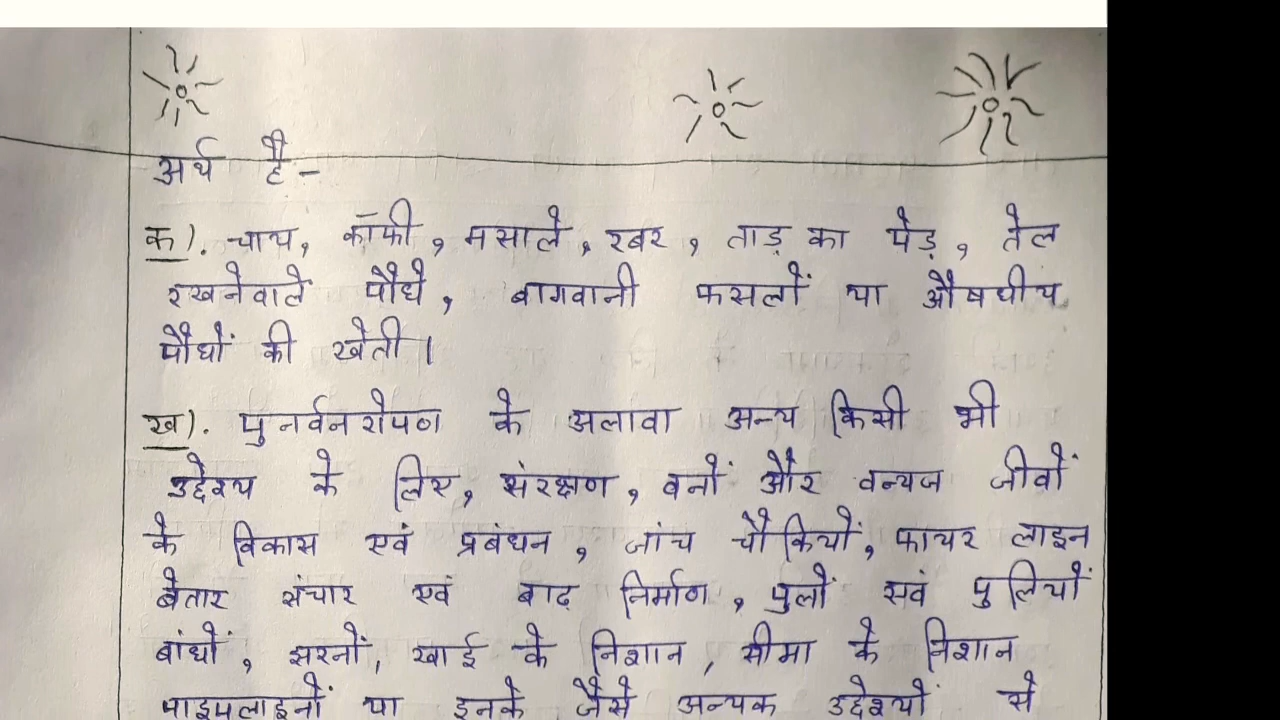 अर्थ है -
क). चाय, कॉफी, मसाले, रबर, ताड़ का पेड़, तेल
रखनेवाले पौधे, बागवानी फसलों या औषधीय
पौधों की खेती।
ख). पुनर्वनरोपण के अलावा अन्य किसी भी
उद्देश्य के लिए, संरक्षण, वनों और वन्यज जीवों
के विकास एवं प्रबंधन, जांच चौकियों, फायर लाइन
बेतार संचार एवं बाढ़ निर्माण, पुलों सवं पुलियों
बांधों, झरनों, खाई के निशान, सीमा के निशान
पाइपलाइनों या इनके जैसे अन्यक उद्देश्यों से